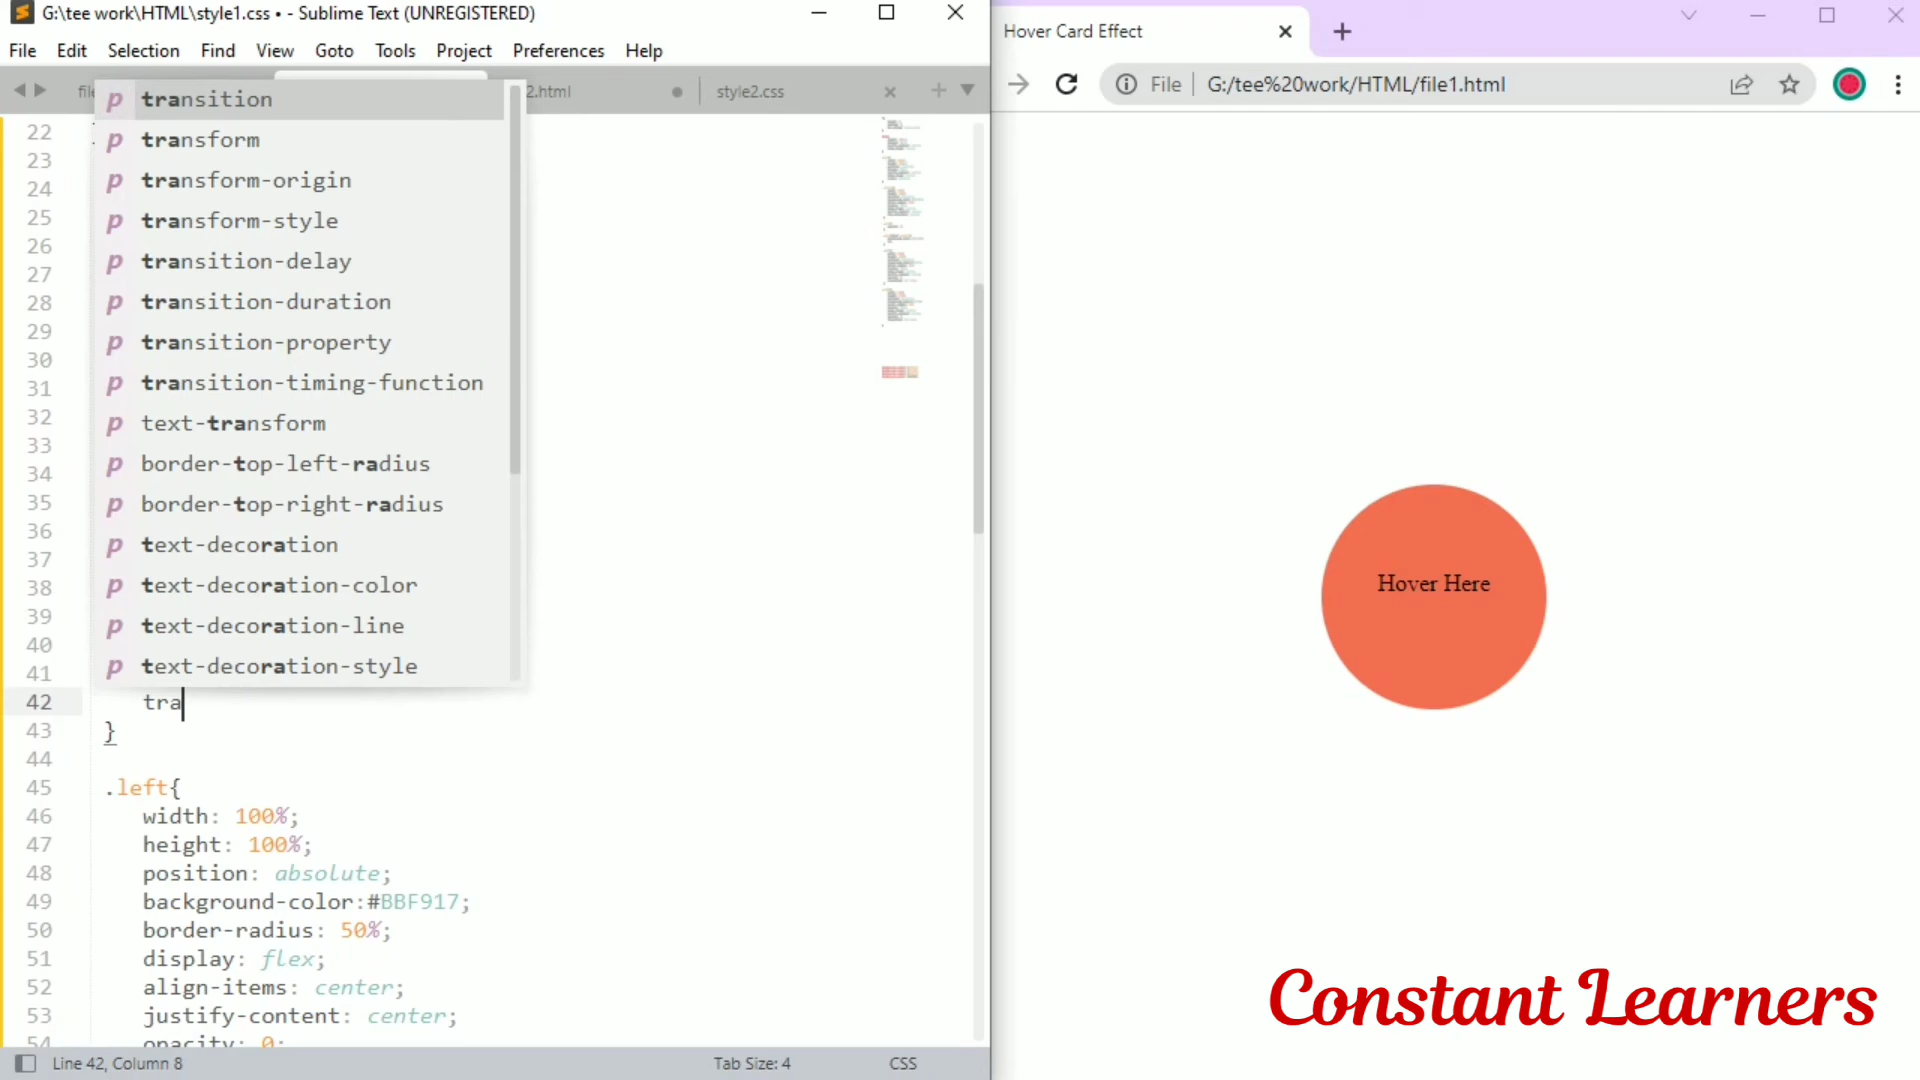 G:\tee work\HTML\style1.css • - Sublime Text (UNREGISTERED)
File Edit Selection Find View Goto Tools Project Preferences Help
2.html
style2.css
22
23
24
25
26
27
28
29
30
31
32
33
34
35
36
37
38
39
40
41
p transition
p transform
p transform-origin
p transform-style
p transition-delay
p transition-duration
p transition-property
p transition-timing-function
p text-transform
p border-top-left-radius
p border-top-right-radius
p text-decoration
p text-decoration-color
p text-decoration-line
p text-decoration-style
42 tra
43 }
44
45 .left{
46 width: 100%;
47 height: 100%;
48 position: absolute;
49 background-color:#BBF917;
50 border-radius: 50%;
51 display: flex;
52 align-items: center;
53 justify-content: center;
54 opacity: 0;
Line 42, Column 8
Tab Size: 4
CSS
Hover Card Effect
File G:/tee%20work/HTML/file1.html
Hover Here
Constant Learners